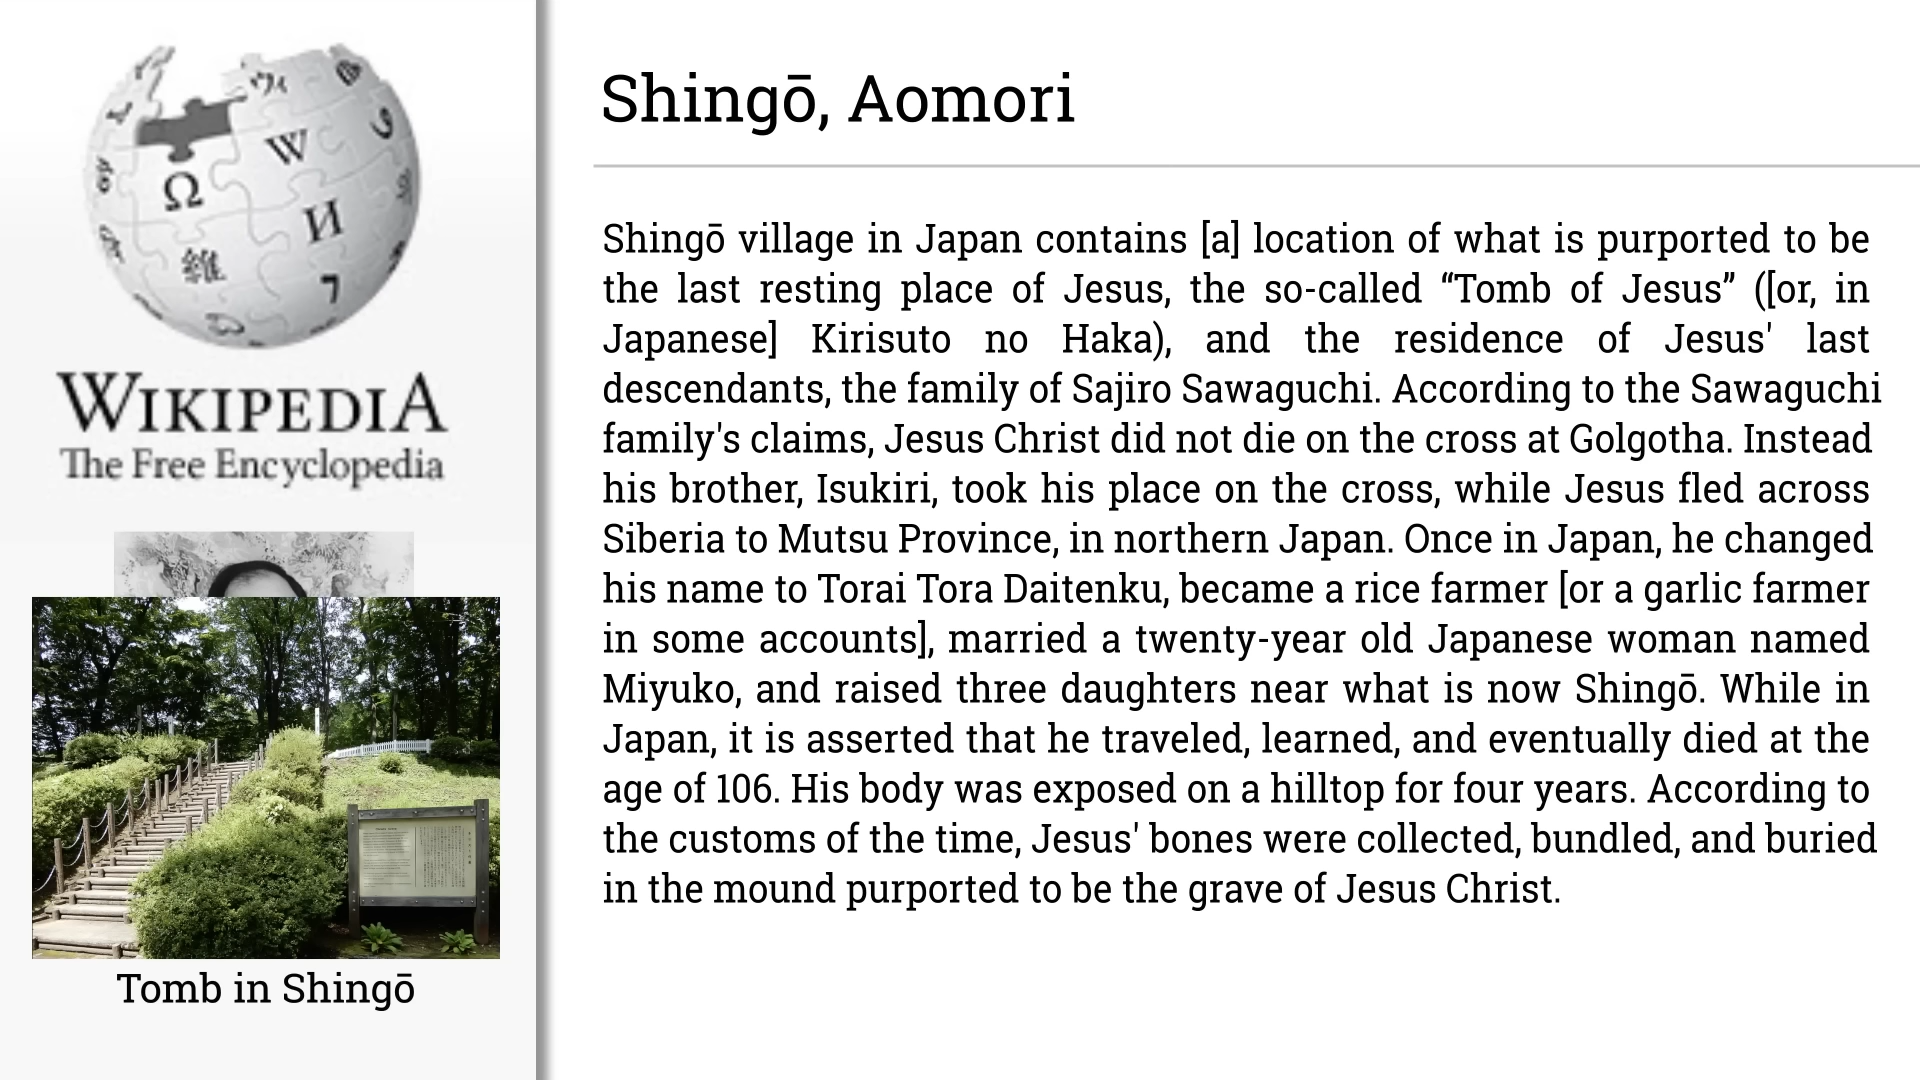 WIKIPEDIA
The Free Encyclopedia
Tomb in Shingō
Shingō, Aomori
Shingō village in Japan contains [a] location of what is purported to be
the last resting place of Jesus, the so-called “Tomb of Jesus” ([or, in
Japanese] Kirisuto no Haka), and the residence of Jesus' last
descendants, the family of Sajiro Sawaguchi. According to the Sawaguchi
family's claims, Jesus Christ did not die on the cross at Golgotha. Instead
his brother, Isukiri, took his place on the cross, while Jesus fled across
Siberia to Mutsu Province, in northern Japan. Once in Japan, he changed
his name to Torai Tora Daitenku, became a rice farmer [or a garlic farmer
in some accounts], married a twenty-year old Japanese woman named
Miyuko, and raised three daughters near what is now Shingō. While in
Japan, it is asserted that he traveled, learned, and eventually died at the
age of 106. His body was exposed on a hilltop for four years. According to
the customs of the time, Jesus' bones were collected, bundled, and buried
in the mound purported to be the grave of Jesus Christ.